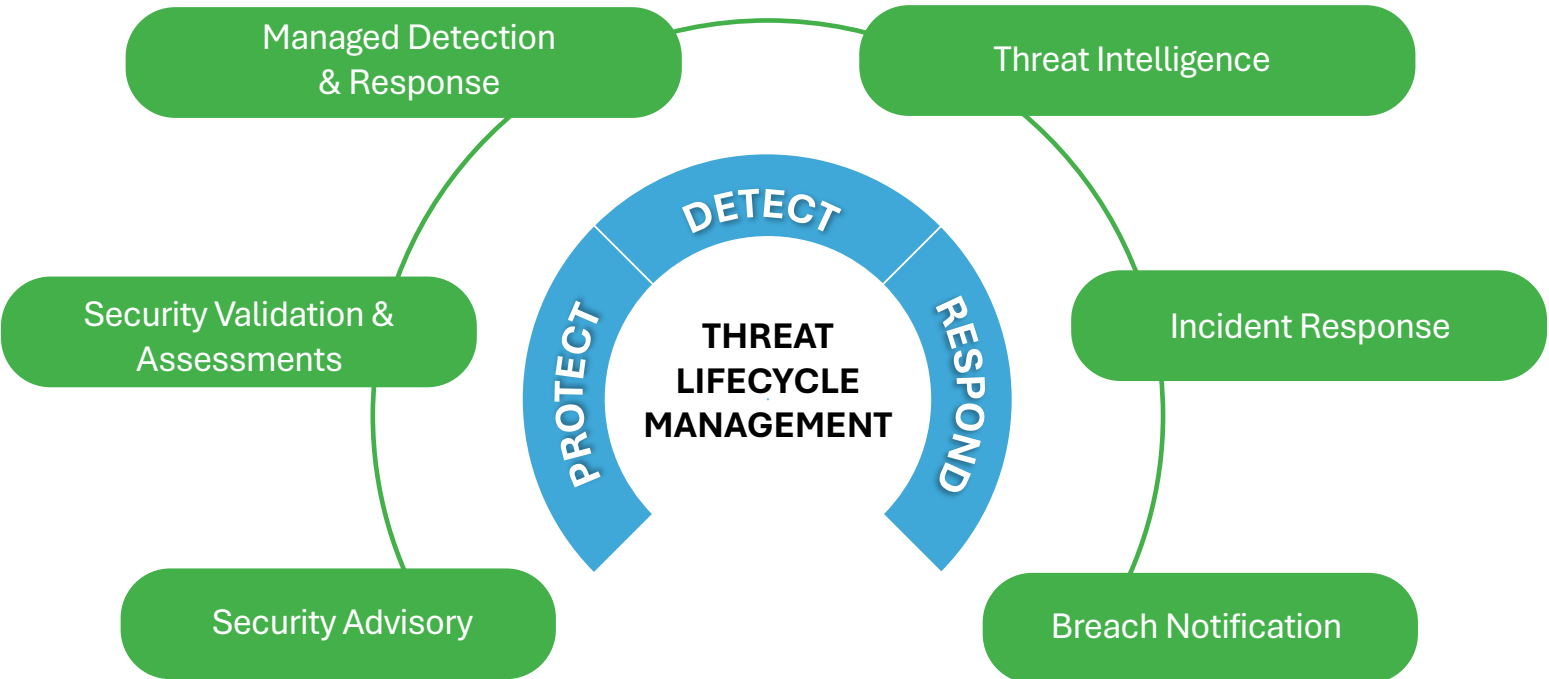 Managed Detection
& Response
Threat Intelligence
DETECT
PROTECT
RESPOND
THREAT
LIFECYCLE
MANAGEMENT
Security Validation &
Assessments
Incident Response
Security Advisory
Breach Notification